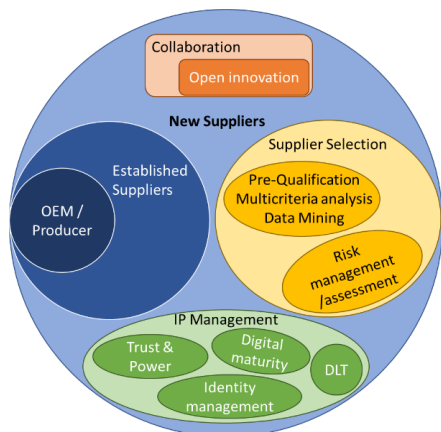 Collaboration
Open innovation
New Suppliers
Established
Suppliers
OEM /
Producer
Supplier Selection
Pre-Qualification
Multicriteria analysis
Data Mining
Risk
management
/assessment
IP Management
Trust &
Power
Digital
maturity
DLT
Identity
management